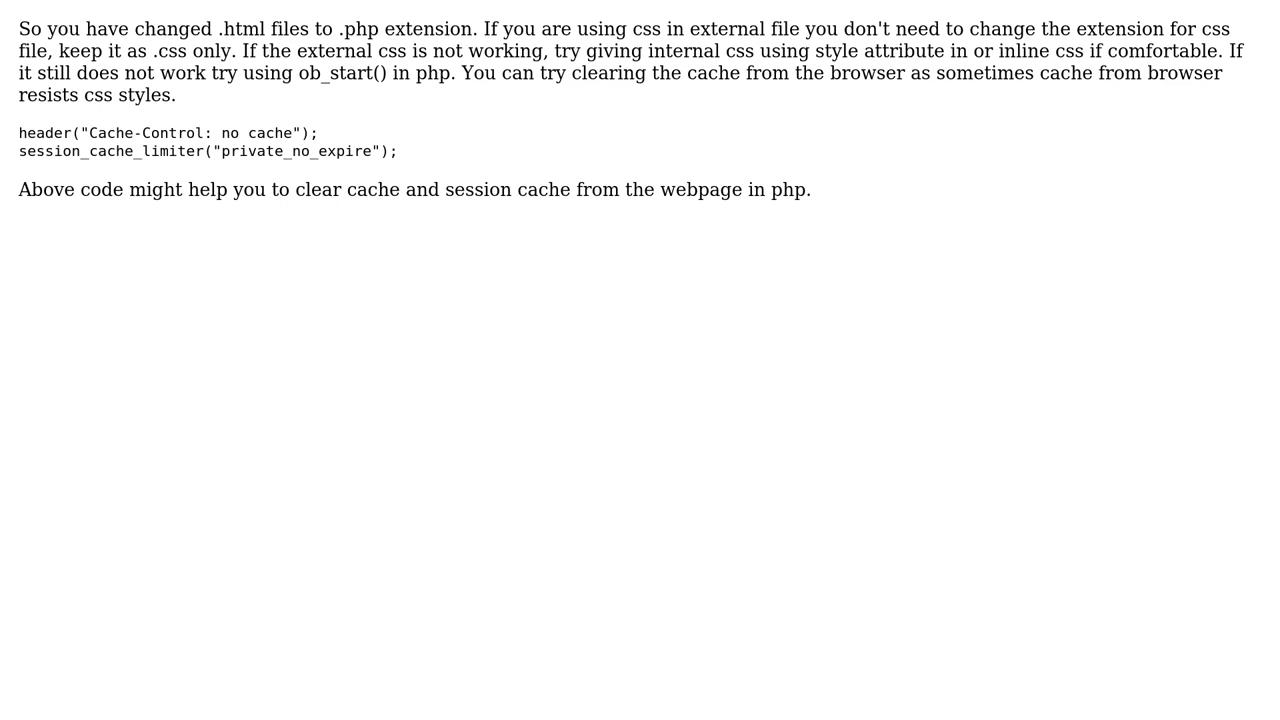 So you have changed .html files to .php extension. If you are using css in external file you don't need to change the extension for css
file, keep it as .css only. If the external css is not working, try giving internal css using style attribute in or inline css if comfortable. If
it still does not work try using ob_start() in php. You can try clearing the cache from the browser as sometimes cache from browser
resists css styles.
header("Cache-Control: no cache");
session_cache_limiter("private_no_expire");
Above code might help you to clear cache and session cache from the webpage in php.